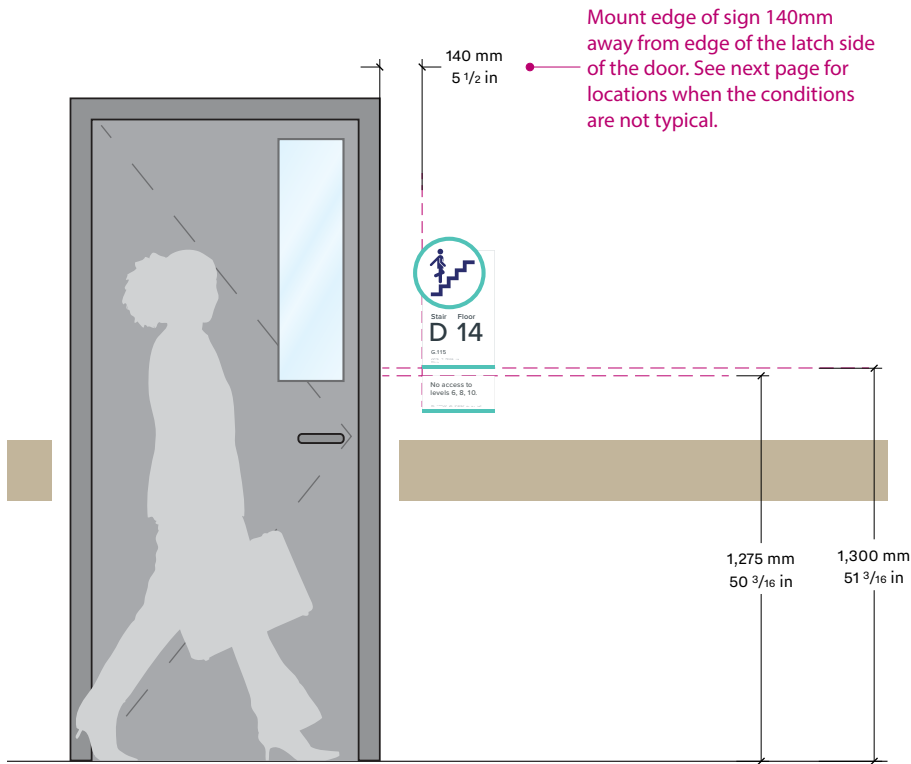 Mount edge of sign 140mm
away from edge of the latch side
of the door. See next page for
locations when the conditions
are not typical.
140 mm
5 1/2 in
Stair Floor
D 14
G.115
No access to
levels 6, 8, 10.
1,275 mm
50 3/16 in
1,300 mm
51 3/16 in